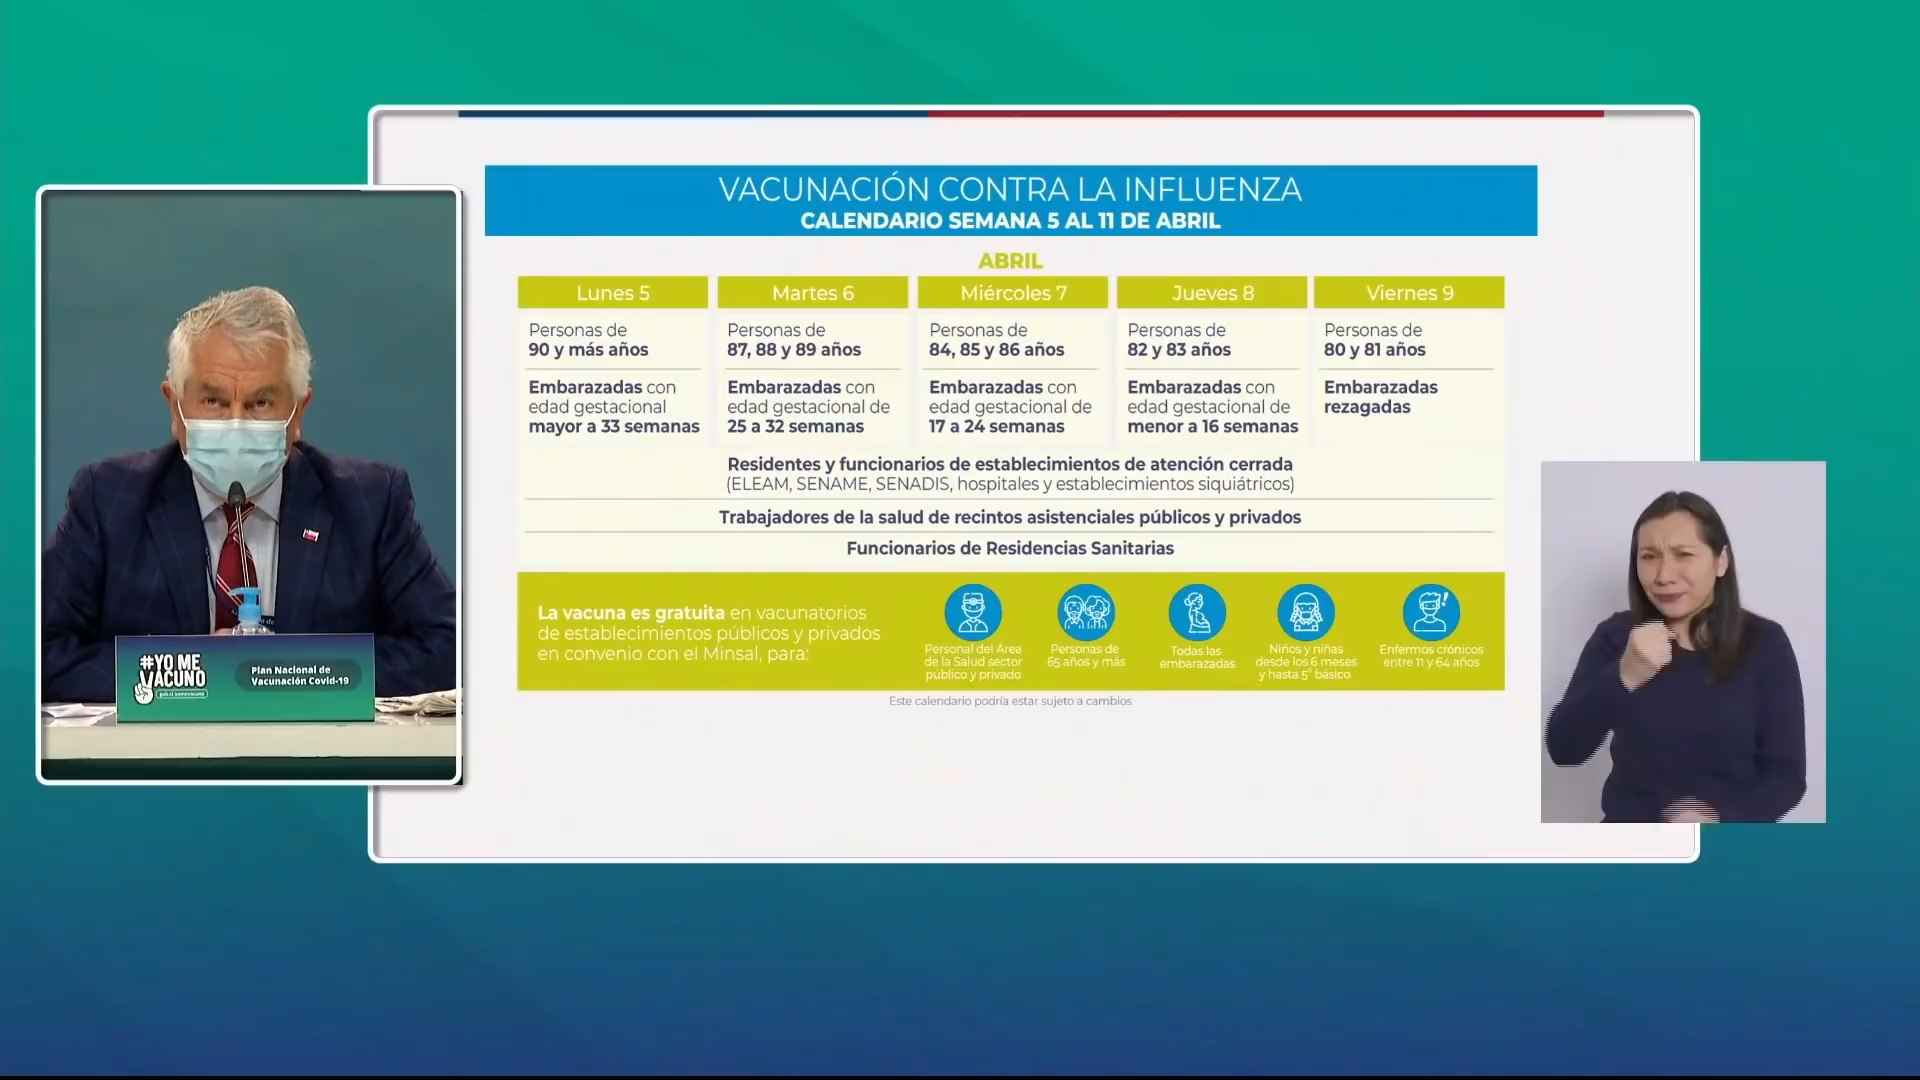 VACUNACIÓN CONTRA LA INFLUENZA
CALENDARIO SEMANA 5 AL 11 DE ABRIL
ABRIL
Lunes 5
Personas de
90 y más años
Embarazadas con
edad gestacional
mayor a 33 semanas
Martes 6
Personas de
87, 88 y 89 años
Embarazadas con
edad gestacional de
25 a 32 semanas
Miércoles 7
Personas de
84, 85 y 86 años
Embarazadas con
edad gestacional de
17 a 24 semanas
Jueves 8
Personas de
82 y 83 años
Embarazadas con
edad gestacional de
menor a 16 semanas
Viernes 9
Personas de
80 y 81 años
Embarazadas
rezagadas
Residentes y funcionarios de establecimientos de atención cerrada
(ELEAM, SENAME, SENADIS, hospitales y establecimientos siquiátricos)
Trabajadores de la salud de recintos asistenciales públicos y privados
Funcionarios de Residencias Sanitarias
La vacuna es gratuita en vacunatorios
de establecimientos públicos y privados
en convenio con el Minsal, para:
Personal del Área
de la Salud sector
público y privado
Personas de
65 años y más
Todas las
embarazadas
Niños y niñas
desde los 6 meses
y hasta 5° básico
Enfermos crónicos
entre 11 y 64 años
Este calendario podría estar sujeto a cambios
#YO ME
VACUNO
gob.cl/yomevacuno
Plan Nacional de
Vacunación Covid-19